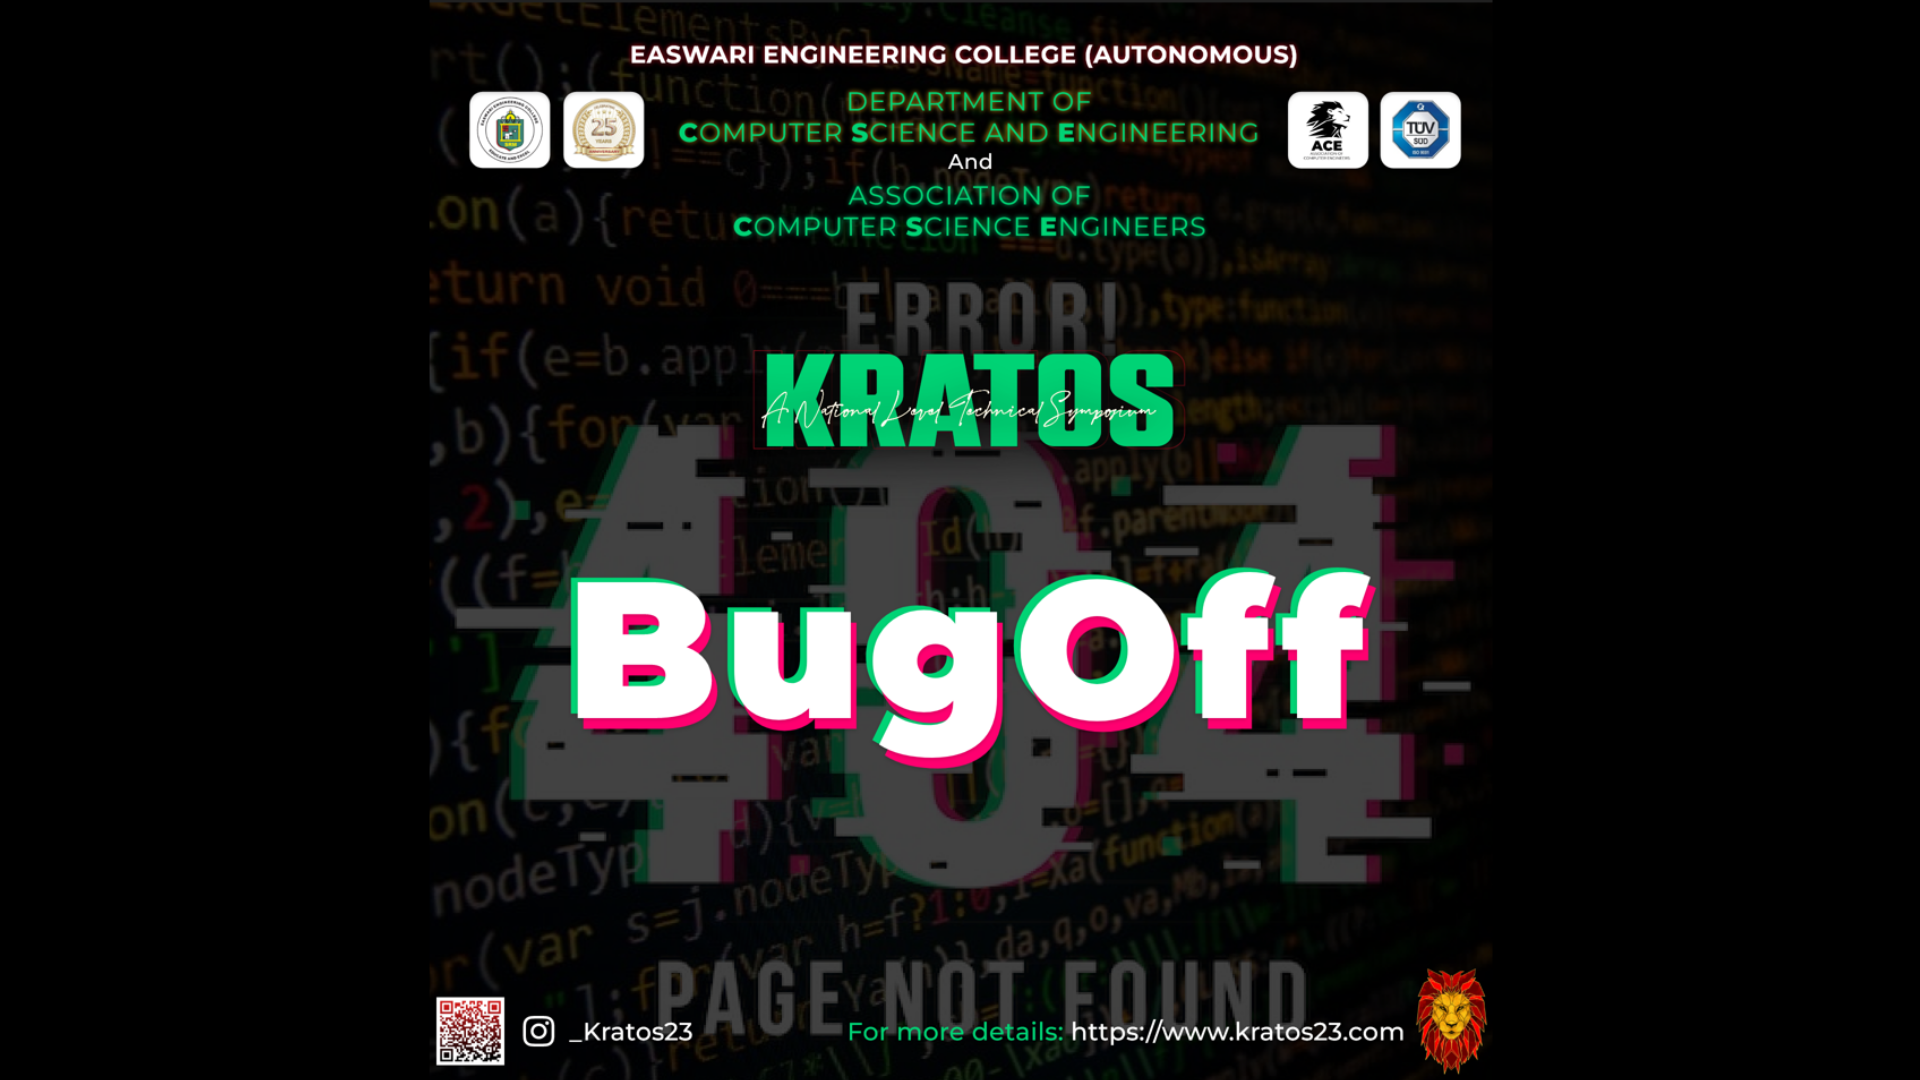 EASWARI ENGINEERING COLLEGE (AUTONOMOUS)
DEPARTMENT OF
COMPUTER SCIENCE AND ENGINEERING
And
ASSOCIATION OF
COMPUTER SCIENCE ENGINEERS
25
YEARS
ACE
TÜV
SUD
ERROR!
KRATOS
A National Level Technical Symposium
404
BugOff
PAGE NOT FOUND
_Kratos23
For more details: https://www.kratos23.com